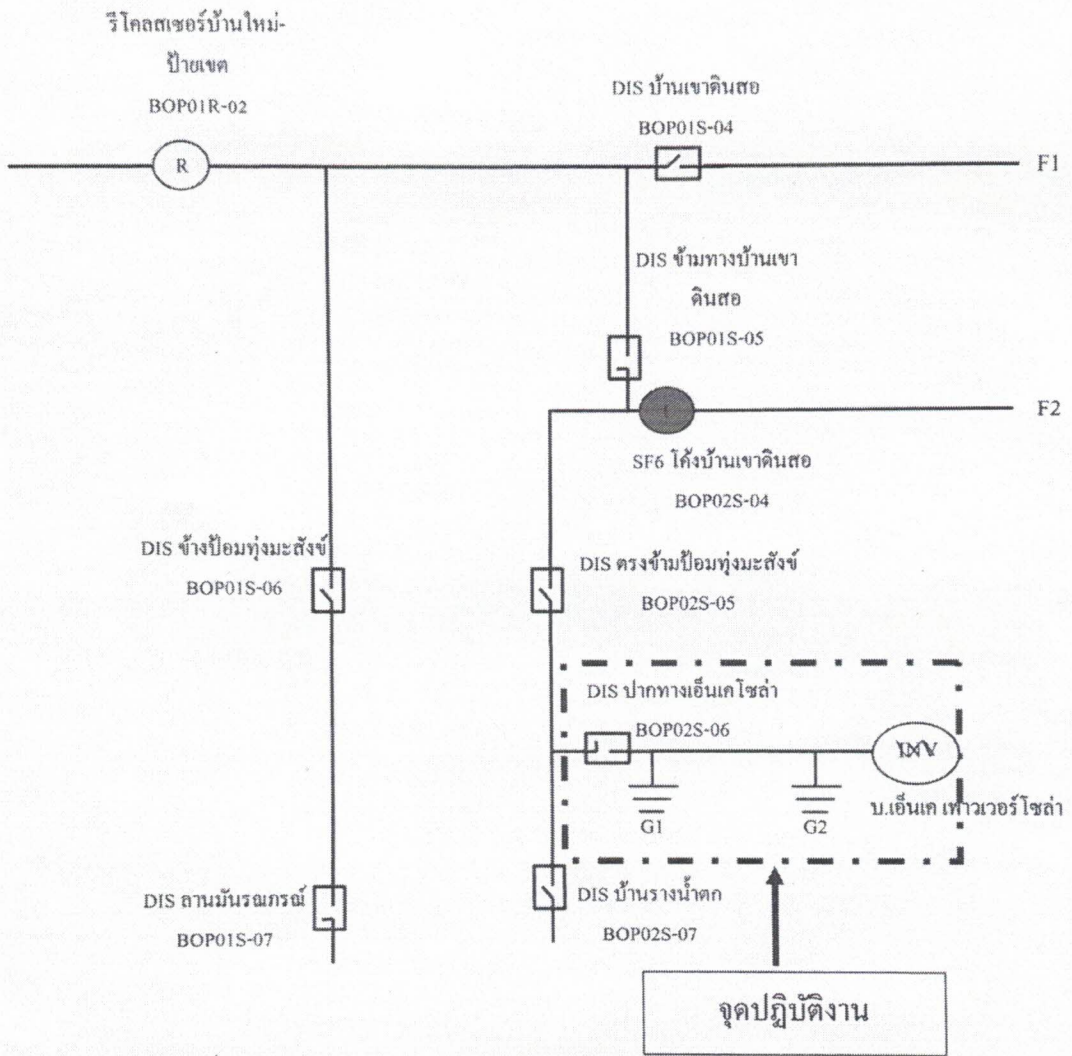 รีโคลสเซอร์บ้านใหม่-
ป้ายเขต
BOP01R-02
R
DIS บ้านเขาดินสอ
BOP01S-04
F1
DIS ข้ามทางบ้านเขา
ดินสอ
BOP01S-05
F2
SF6 โค้งบ้านเขาดินสอ
BOP02S-04
DIS ข้างป้อมทุ่งมะสังข์
BOP01S-06
DIS ตรงข้ามป้อมทุ่งมะสังข์
BOP02S-05
DIS ปากทางเอ็นเคโซล่า
BOP02S-06
G1
G2
บ.เอ็นเค เพาวเวอร์โซล่า
DIS ลานมันรณภรณ์
BOP01S-07
DIS บ้านรางน้ำตก
BOP02S-07
จุดปฏิบัติงาน